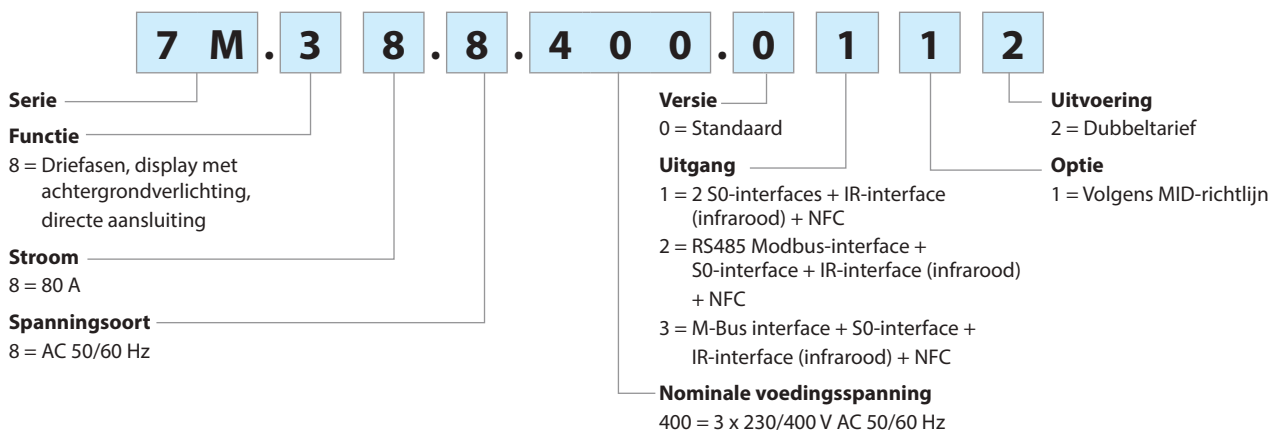 7 M . 3 8 . 8 . 4 0 0 . 0 1 1 2
Serie
Functie
8 = Driefasen, display met
achtergrondverlichting,
directe aansluiting
Stroom
8 = 80 A
Spanningsoort
8 = AC 50/60 Hz
Versie
0 = Standaard
Uitgang
1 = 2 S0-interfaces + IR-interface
(infrarood) + NFC
2 = RS485 Modbus-interface +
S0-interface + IR-interface (infrarood)
+ NFC
3 = M-Bus interface + S0-interface +
IR-interface (infrarood) + NFC
Nominale voedingsspanning
400 = 3 x 230/400 V AC 50/60 Hz
Uitvoering
2 = Dubbeltarief
Optie
1 = Volgens MID-richtlijn